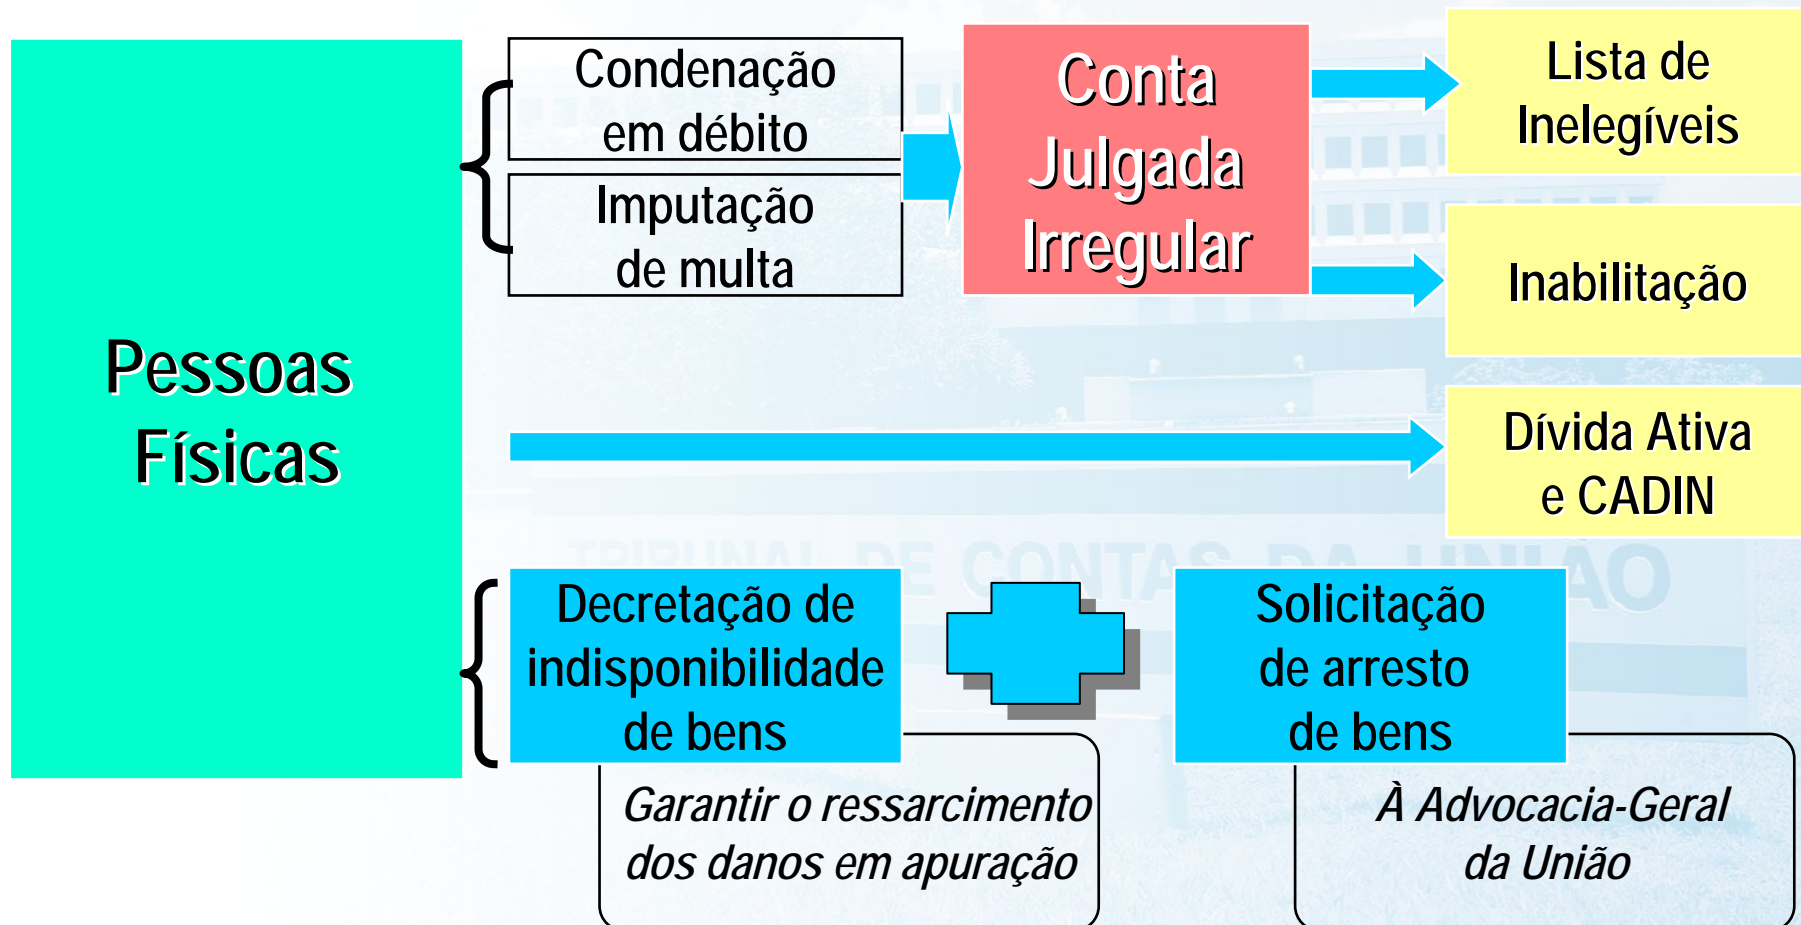 Pessoas
Físicas
Condenação
em débito
Imputação
de multa
Conta
Julgada
Irregular
Lista de
Inelegíveis
Inabilitação
Dívida Ativa
e CADIN
TRIBUNAL DE CONTAS DA UNIÃO
Decretação de
indisponibilidade
de bens
Solicitação
de arresto
de bens
Garantir o ressarcimento
dos danos em apuração
À Advocacia-Geral
da União